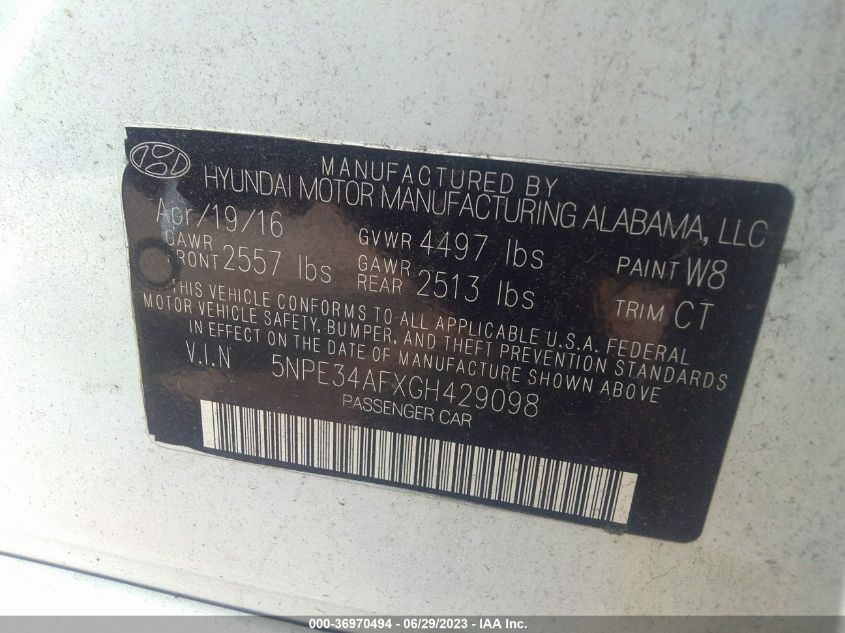 MANUFACTURED BY
HYUNDAI MOTOR MANUFACTURING ALABAMA, LLC
Apr/19/16 GVWR 4497 lbs PAINT W8
GAWR FRONT 2557 lbs GAWR REAR 2513 lbs TRIM CT
THIS VEHICLE CONFORMS TO ALL APPLICABLE U.S.A. FEDERAL
MOTOR VEHICLE SAFETY, BUMPER, AND THEFT PREVENTION STANDARDS
IN EFFECT ON THE DATE OF MANUFACTURE SHOWN ABOVE
V.I.N 5NPE34AFXGH429098
PASSENGER CAR
000-36970494 - 06/29/2023 - IAA Inc.